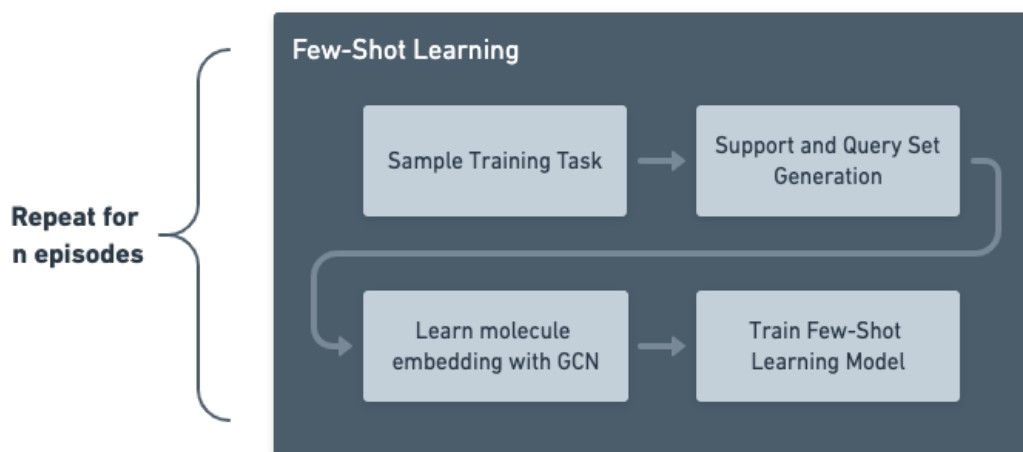 Few-Shot Learning
Sample Training Task
Support and Query Set
Generation
Repeat for
n episodes
Learn molecule
embedding with GCN
Train Few-Shot
Learning Model